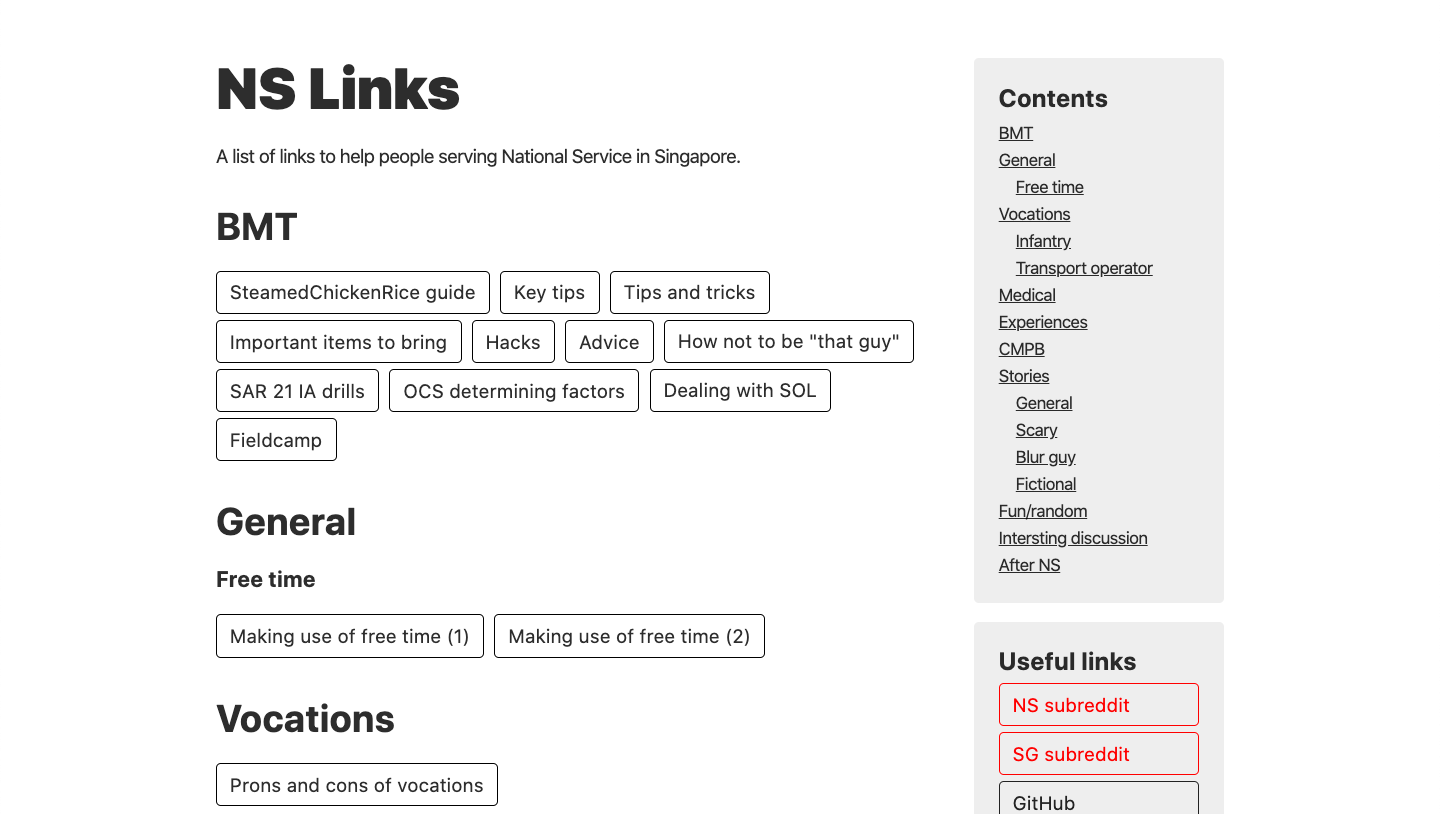 NS Links
A list of links to help people serving National Service in Singapore.
BMT
SteamedChickenRice guide Key tips Tips and tricks
Important items to bring Hacks Advice How not to be "that guy"
SAR 21 IA drills OCS determining factors Dealing with SOL
Fieldcamp
General
Free time
Making use of free time (1) Making use of free time (2)
Vocations
Prons and cons of vocations
Contents
BMT
General
Free time
Vocations
Infantry
Transport operator
Medical
Experiences
CMPB
Stories
General
Scary
Blur guy
Fictional
Fun/random
Intersting discussion
After NS
Useful links
NS subreddit
SG subreddit
GitHub